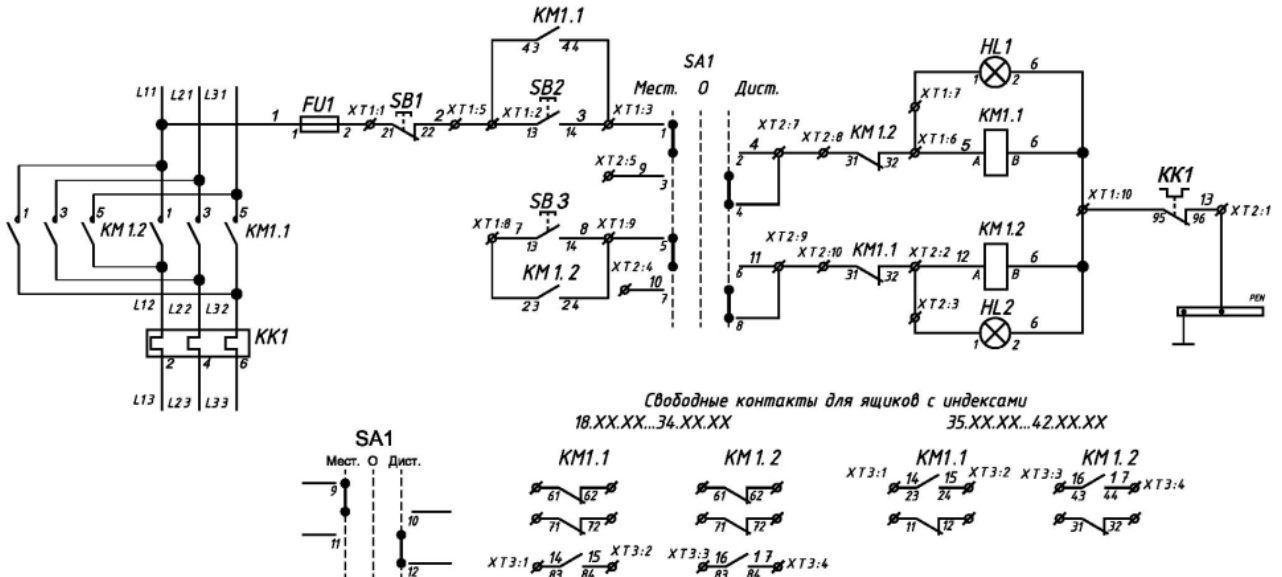 KM1.1
43 44
L11 L21 L31
SA1
Мест. O Дист.
HL1
1 2 6
1 FU1 XT1:1 SB1 2 XT1:5 XT1:2 SB2 3 XT1:3
1 2 21 22 13 14 1
XT1:7
KM1.1
4 XT2:7 XT2:8 KM1.2 XT1:6 5 6
2 31 32 A B
XT2:5 9
3
4
KK1
XT1:10 13 XT2:1
95 96
1 3 5 KM1.2 1 3 5 KM1.1
XT1:8 7 SB3 8 XT1:9
13 14 5
KM1.2
23 24
XT2:4 10
7
11 XT2:9 XT2:10 KM1.1 XT2:2 12 KM1.2 6
6 31 32 A B
8
XT2:3 HL2 6
1 2
PEN
L12 L22 L32
KK1
2 4 6
L13 L23 L33
Свободные контакты для ящиков с индексами
18.XX.XX...34.XX.XX 35.XX.XX...42.XX.XX
SA1
Мест. O Дист.
9
10
11
12
KM1.1 KM1.2 KM1.1 KM1.2
61 62 61 62 XT3:1 14 15 XT3:2 XT3:3 16 17 XT3:4
23 24 43 44
71 72 71 72 11 12 31 32
XT3:1 14 15 XT3:2 XT3:3 16 17 XT3:4
83 84 83 84